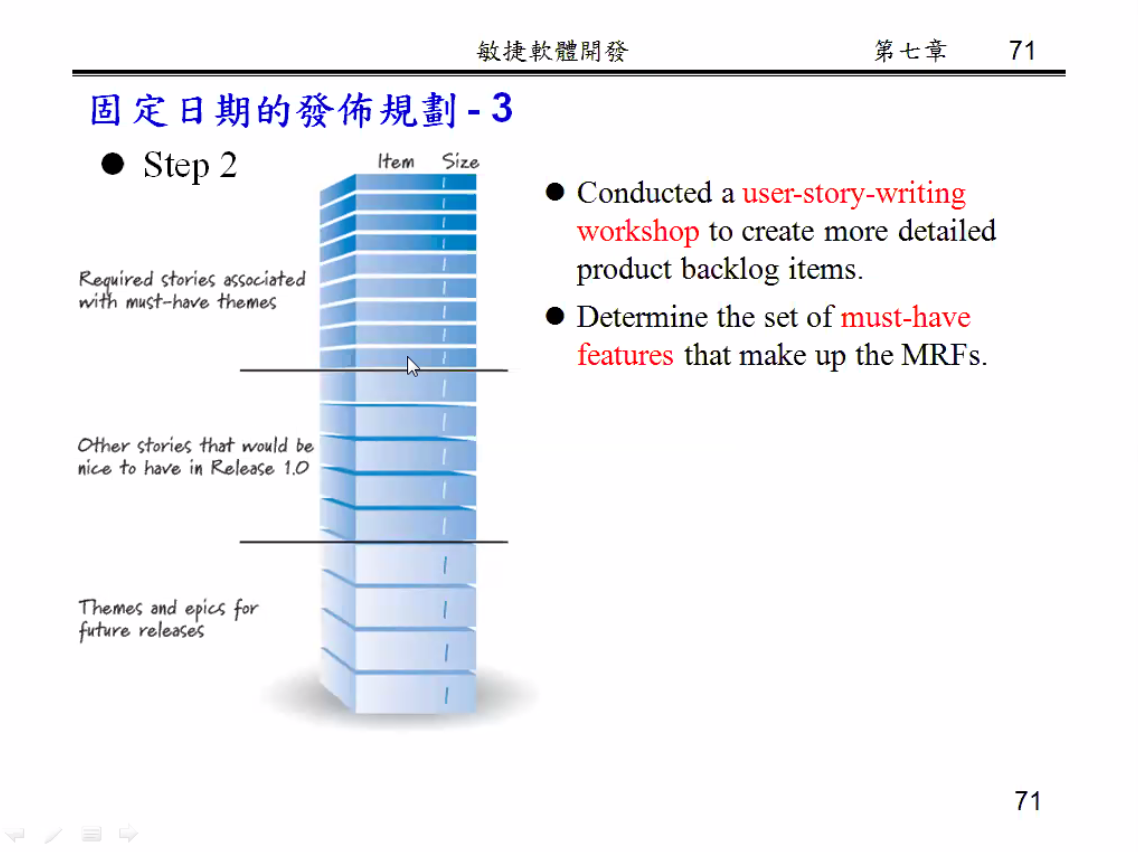 敏捷軟體開發 第七章 71
固定日期的發佈規劃 - 3
● Step 2
Item Size
Required stories associated
with must-have themes
Other stories that would be
nice to have in Release 1.0
Themes and epics for
future releases
● Conducted a user-story-writing
workshop to create more detailed
product backlog items.
● Determine the set of must-have
features that make up the MRFs.
71